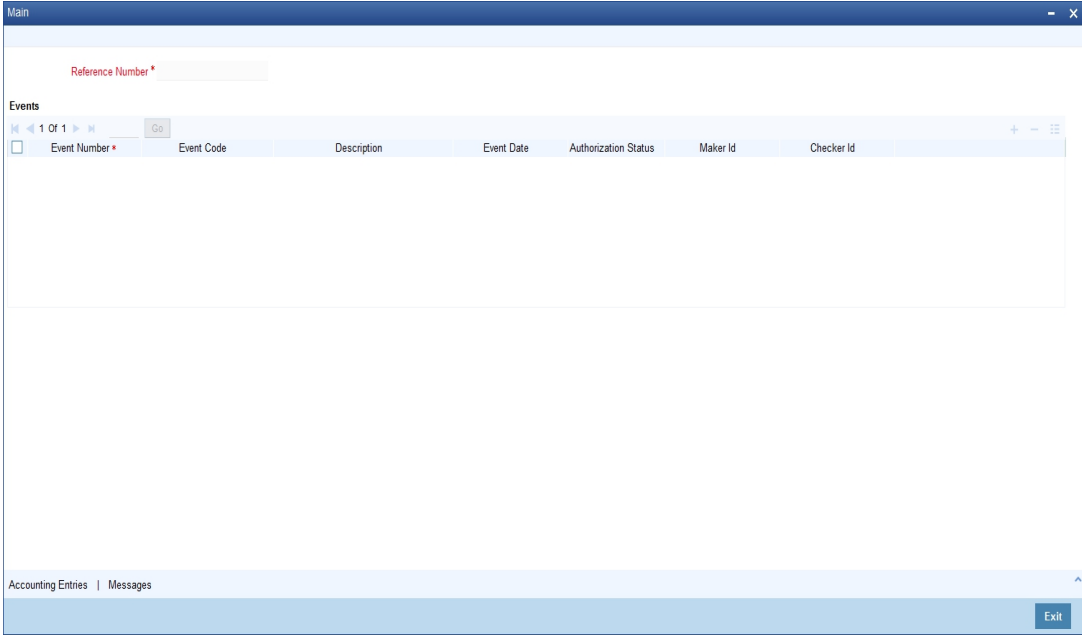 Main
Reference Number *
Events
1 Of 1 Go
Event Number * Event Code Description Event Date Authorization Status Maker Id Checker Id
Accounting Entries | Messages
Exit